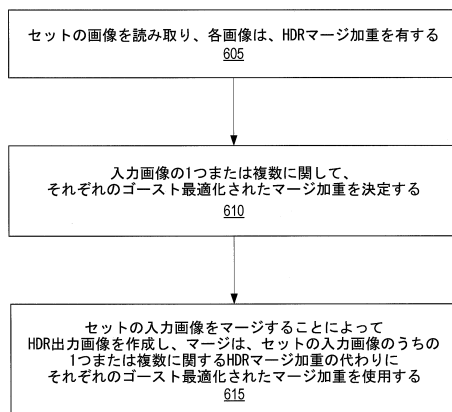 セットの画像を読み取り、各画像は、HDRマージ加重を有する
605
入力画像の1つまたは複数に関して、
それぞれのゴースト最適化されたマージ加重を決定する
610
セットの入力画像をマージすることによって
HDR出力画像を作成し、マージは、セットの入力画像のうちの
1つまたは複数に関するHDRマージ加重の代わりに
それぞれのゴースト最適化されたマージ加重を使用する
615